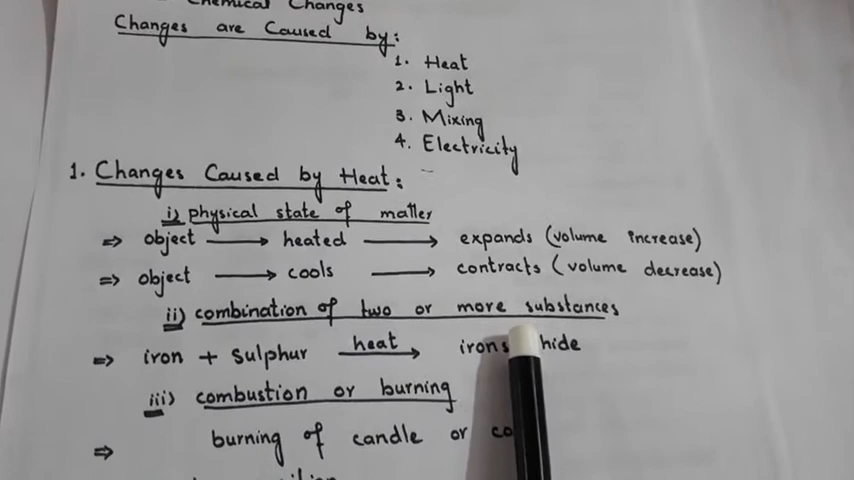 Chemical Changes
Changes are Caused by:
1. Heat
2. Light
3. Mixing
4. Electricity
1. Changes Caused by Heat:
i) physical state of matter
⇒ object → heated → expands (volume increase)
⇒ object → cools → contracts (volume decrease)
ii) combination of two or more substances
⇒ iron + sulphur heat → iron hide
iii) combustion or burning
⇒ burning of candle or